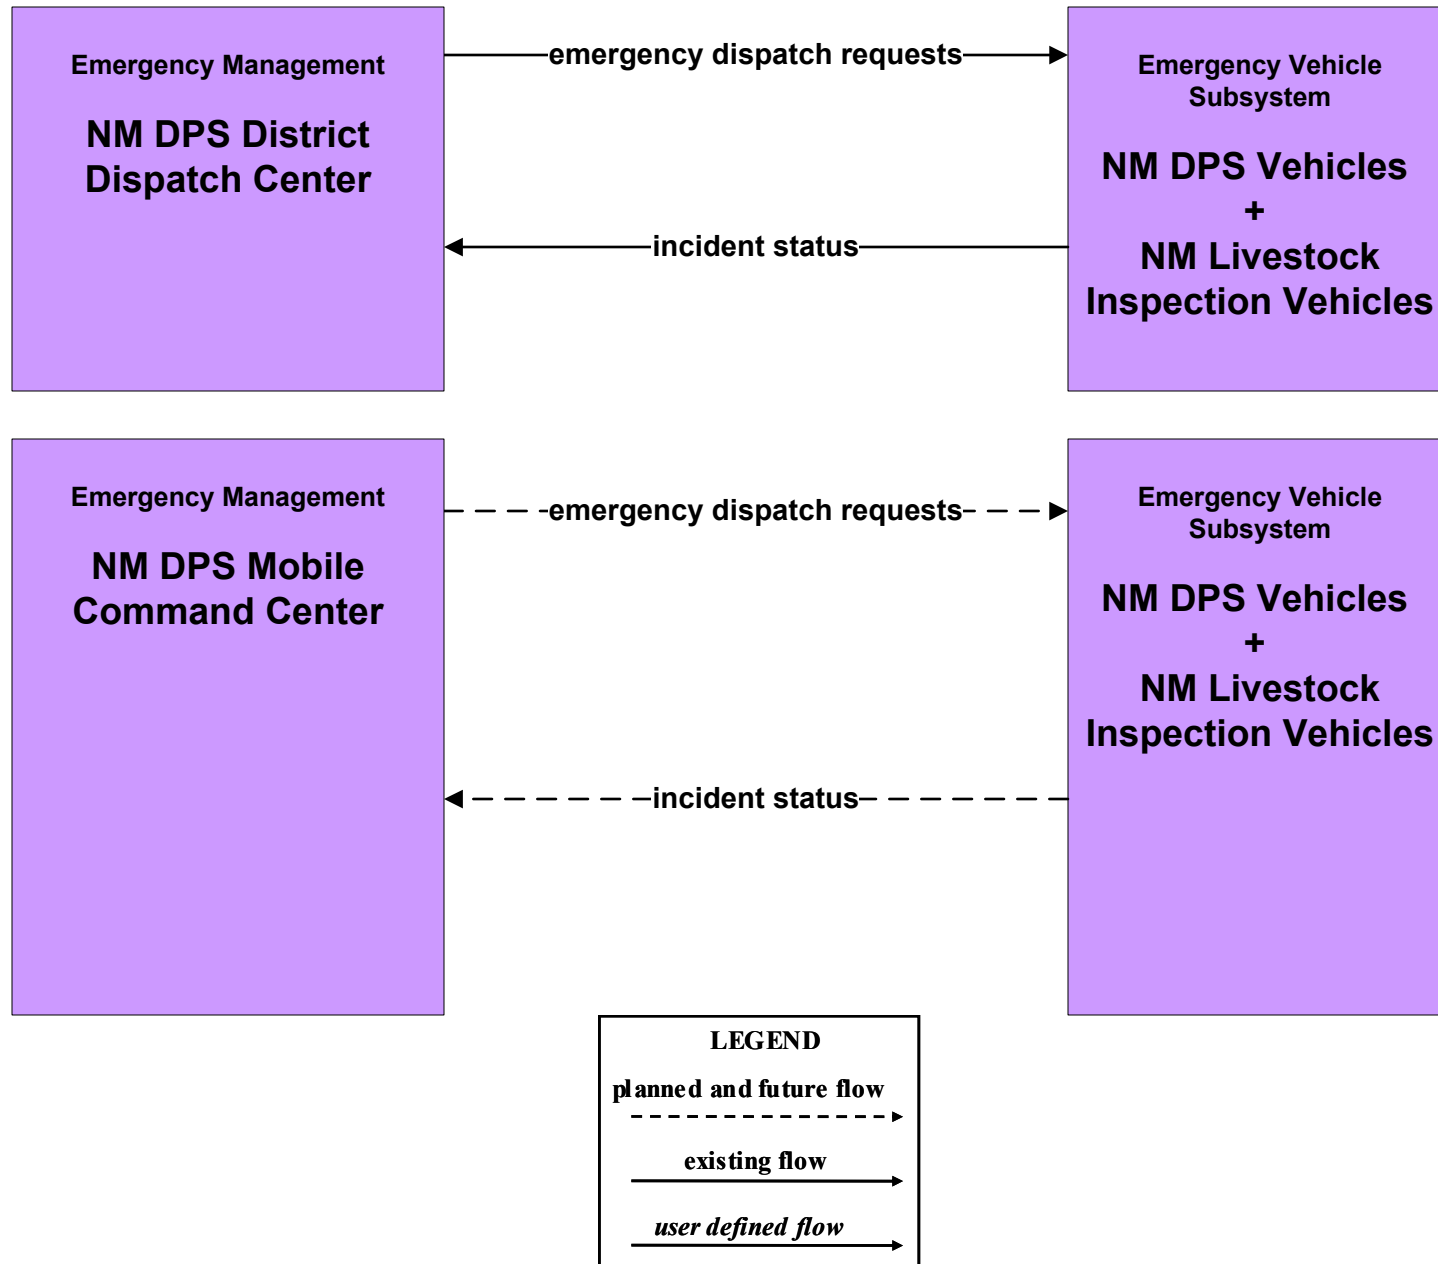 Emergency Management
NM DPS District
Dispatch Center
emergency dispatch requests
incident status
Emergency Vehicle
Subsystem
NM DPS Vehicles
+
NM Livestock
Inspection Vehicles
Emergency Management
NM DPS Mobile
Command Center
emergency dispatch requests
incident status
Emergency Vehicle
Subsystem
NM DPS Vehicles
+
NM Livestock
Inspection Vehicles
LEGEND
planned and future flow
existing flow
user defined flow